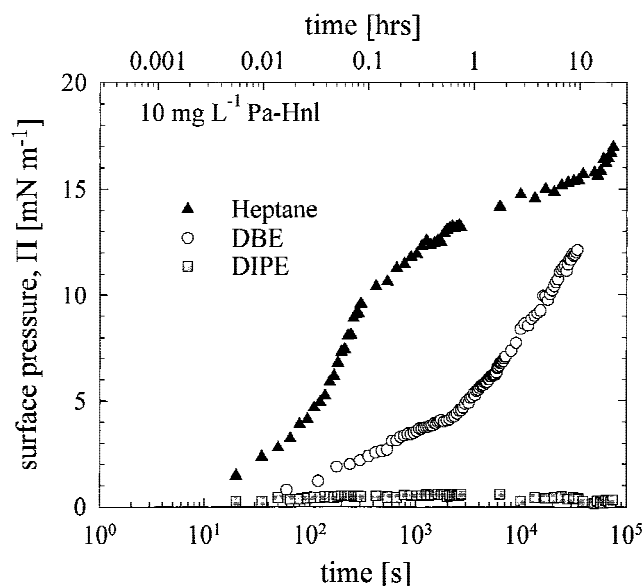 time [hrs]
0.001 0.01 0.1 1 10
20
15
10
5
0
surface pressure, Π [mN m⁻¹]
10 mg L⁻¹ Pa-Hnl
Heptane
DBE
DIPE
10⁰ 10¹ 10² 10³ 10⁴ 10⁵
time [s]